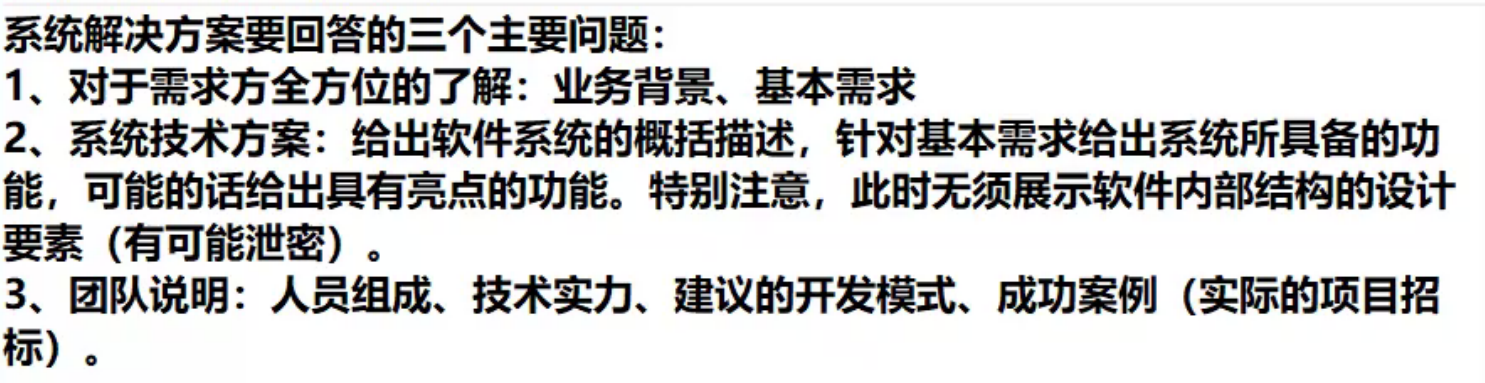 系统解决方案要回答的三个主要问题：
1、对于需求方全方位的了解：业务背景、基本需求
2、系统技术方案：给出软件系统的概括描述，针对基本需求给出系统所具备的功
能，可能的话给出具有亮点的功能。特别注意，此时无须展示软件内部结构的设计
要素（有可能泄密）。
3、团队说明：人员组成、技术实力、建议的开发模式、成功案例（实际的项目招
标）。